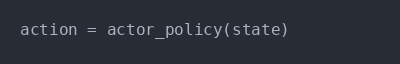 action = actor_policy(state)